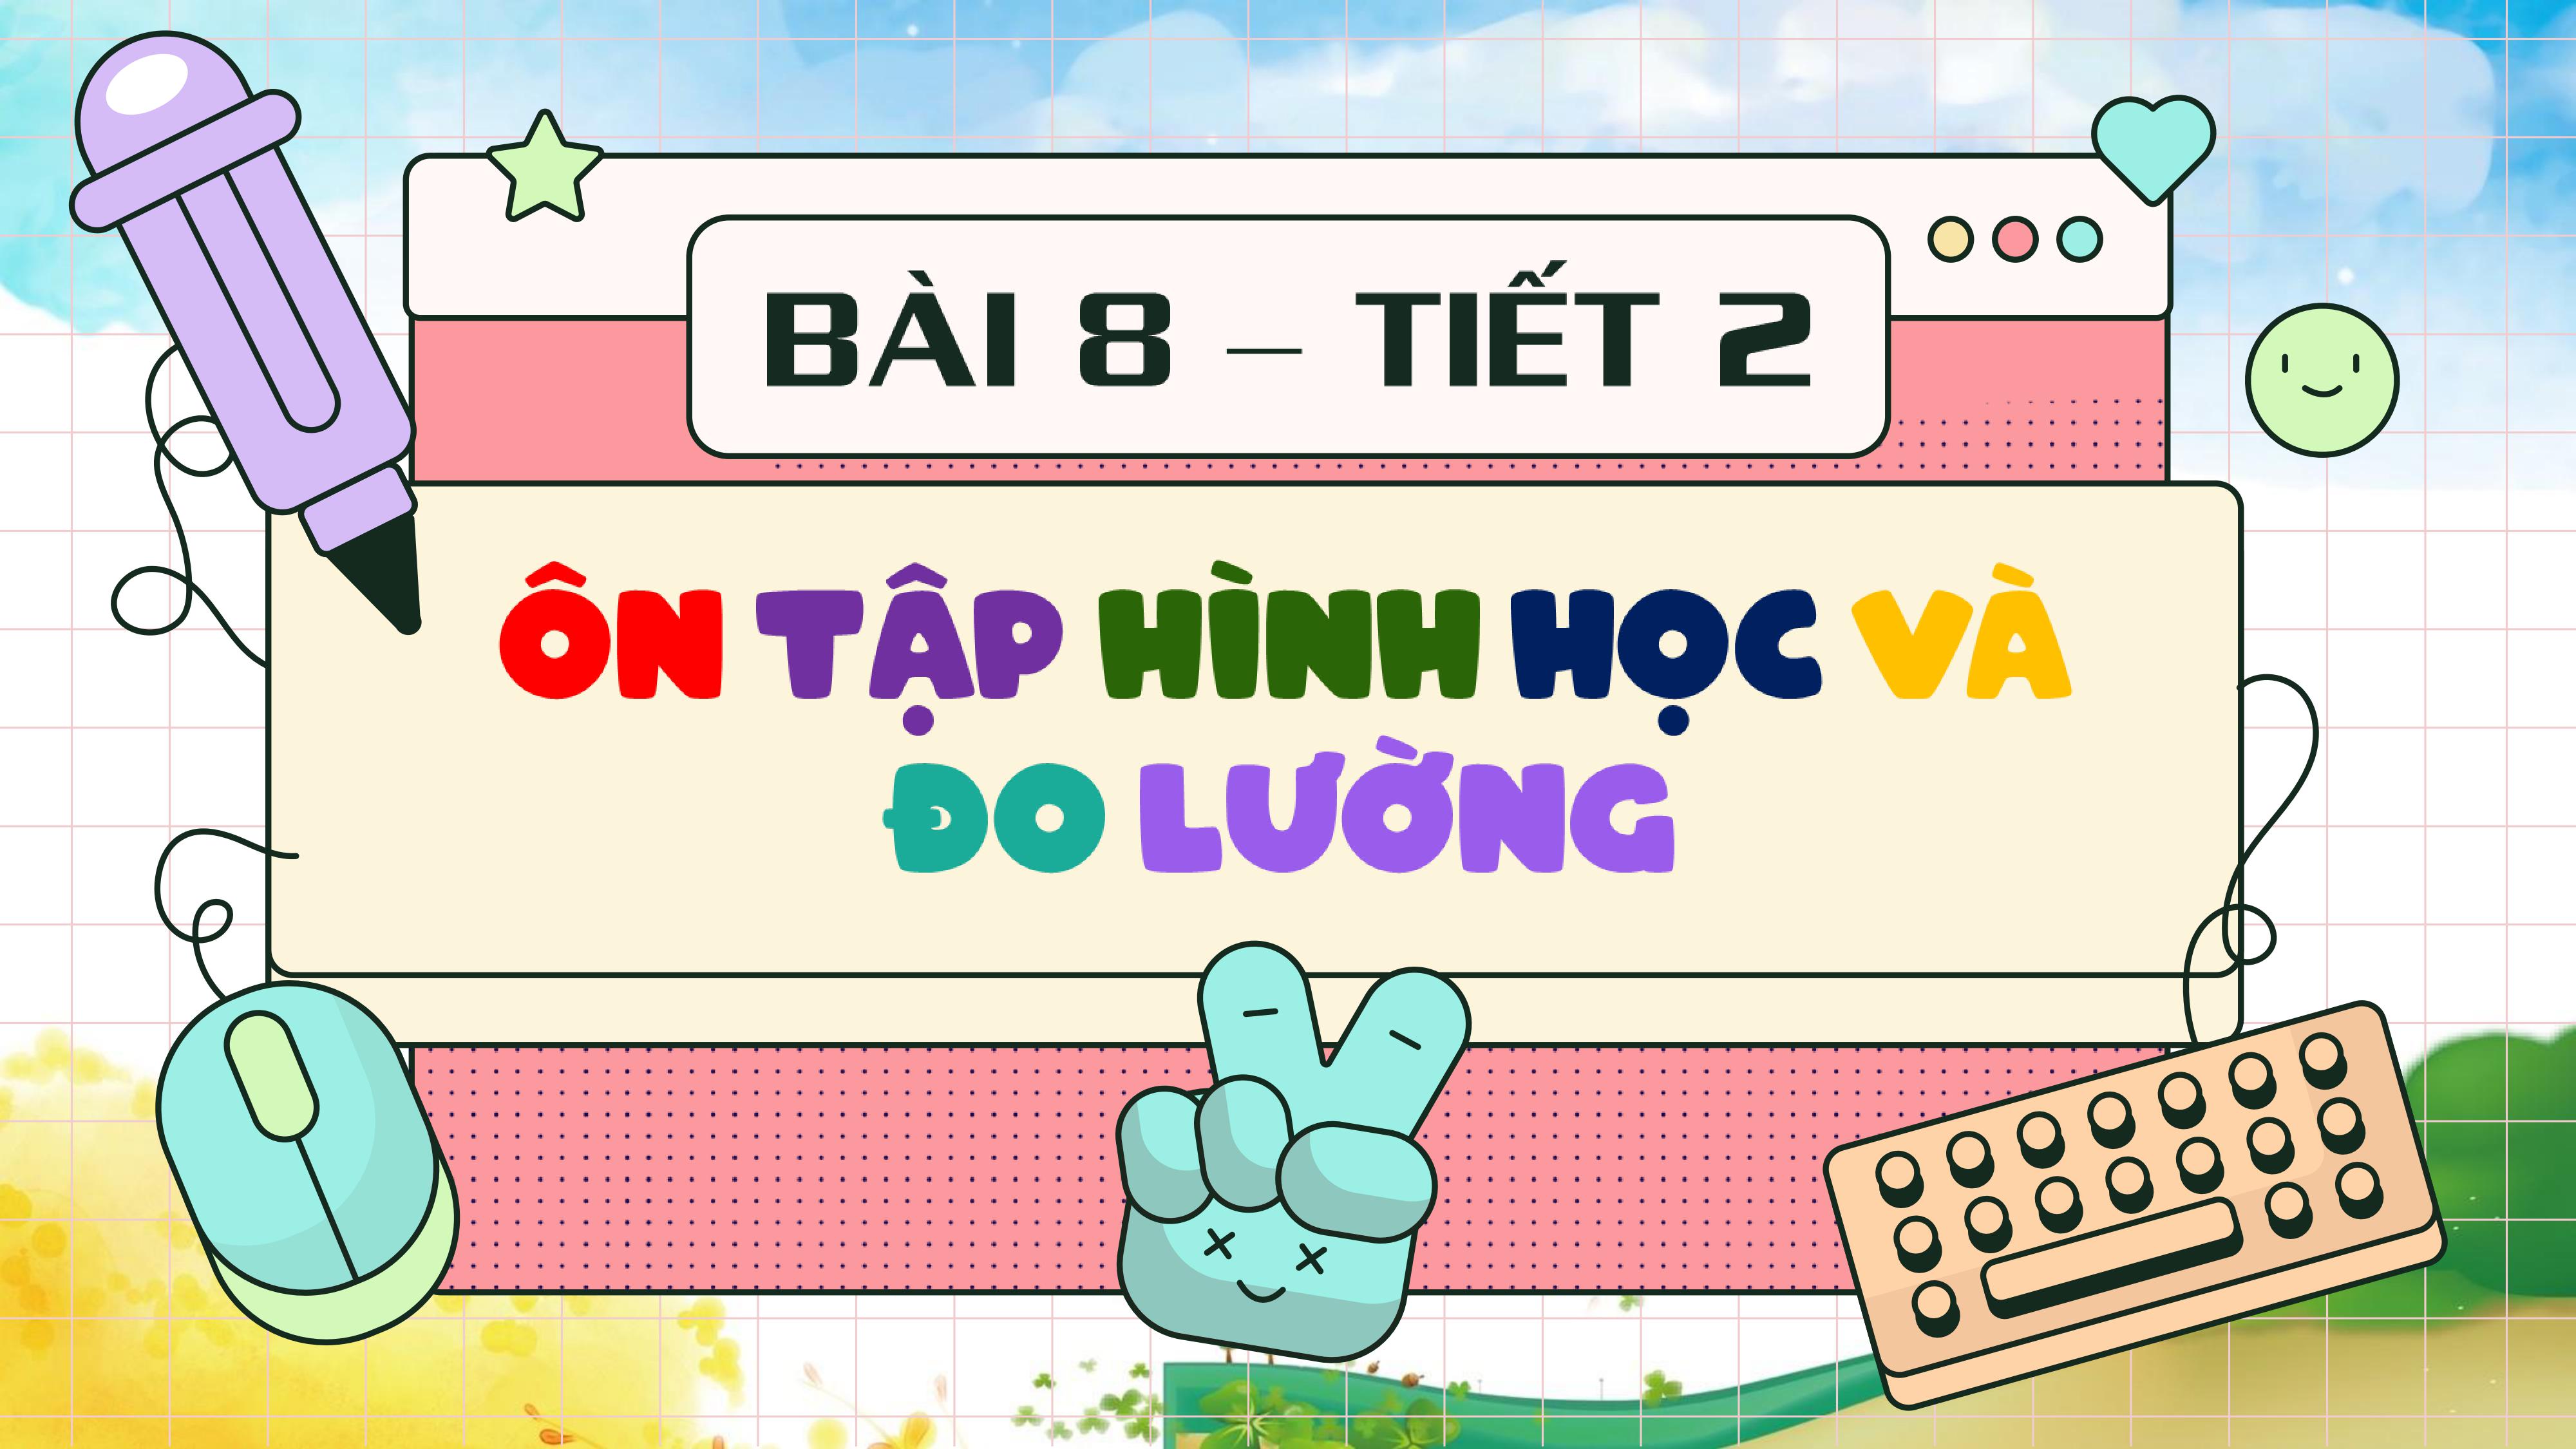 BÀI 8 – TIẾT 2
ÔN TẬP HÌNH HỌC VÀ
ĐO LƯỜNG